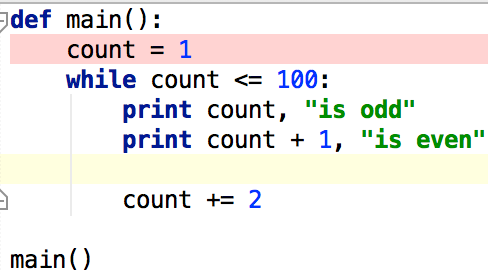 def main():
    count = 1
    while count <= 100:
        print count, "is odd"
        print count + 1, "is even"
        count += 2
main()